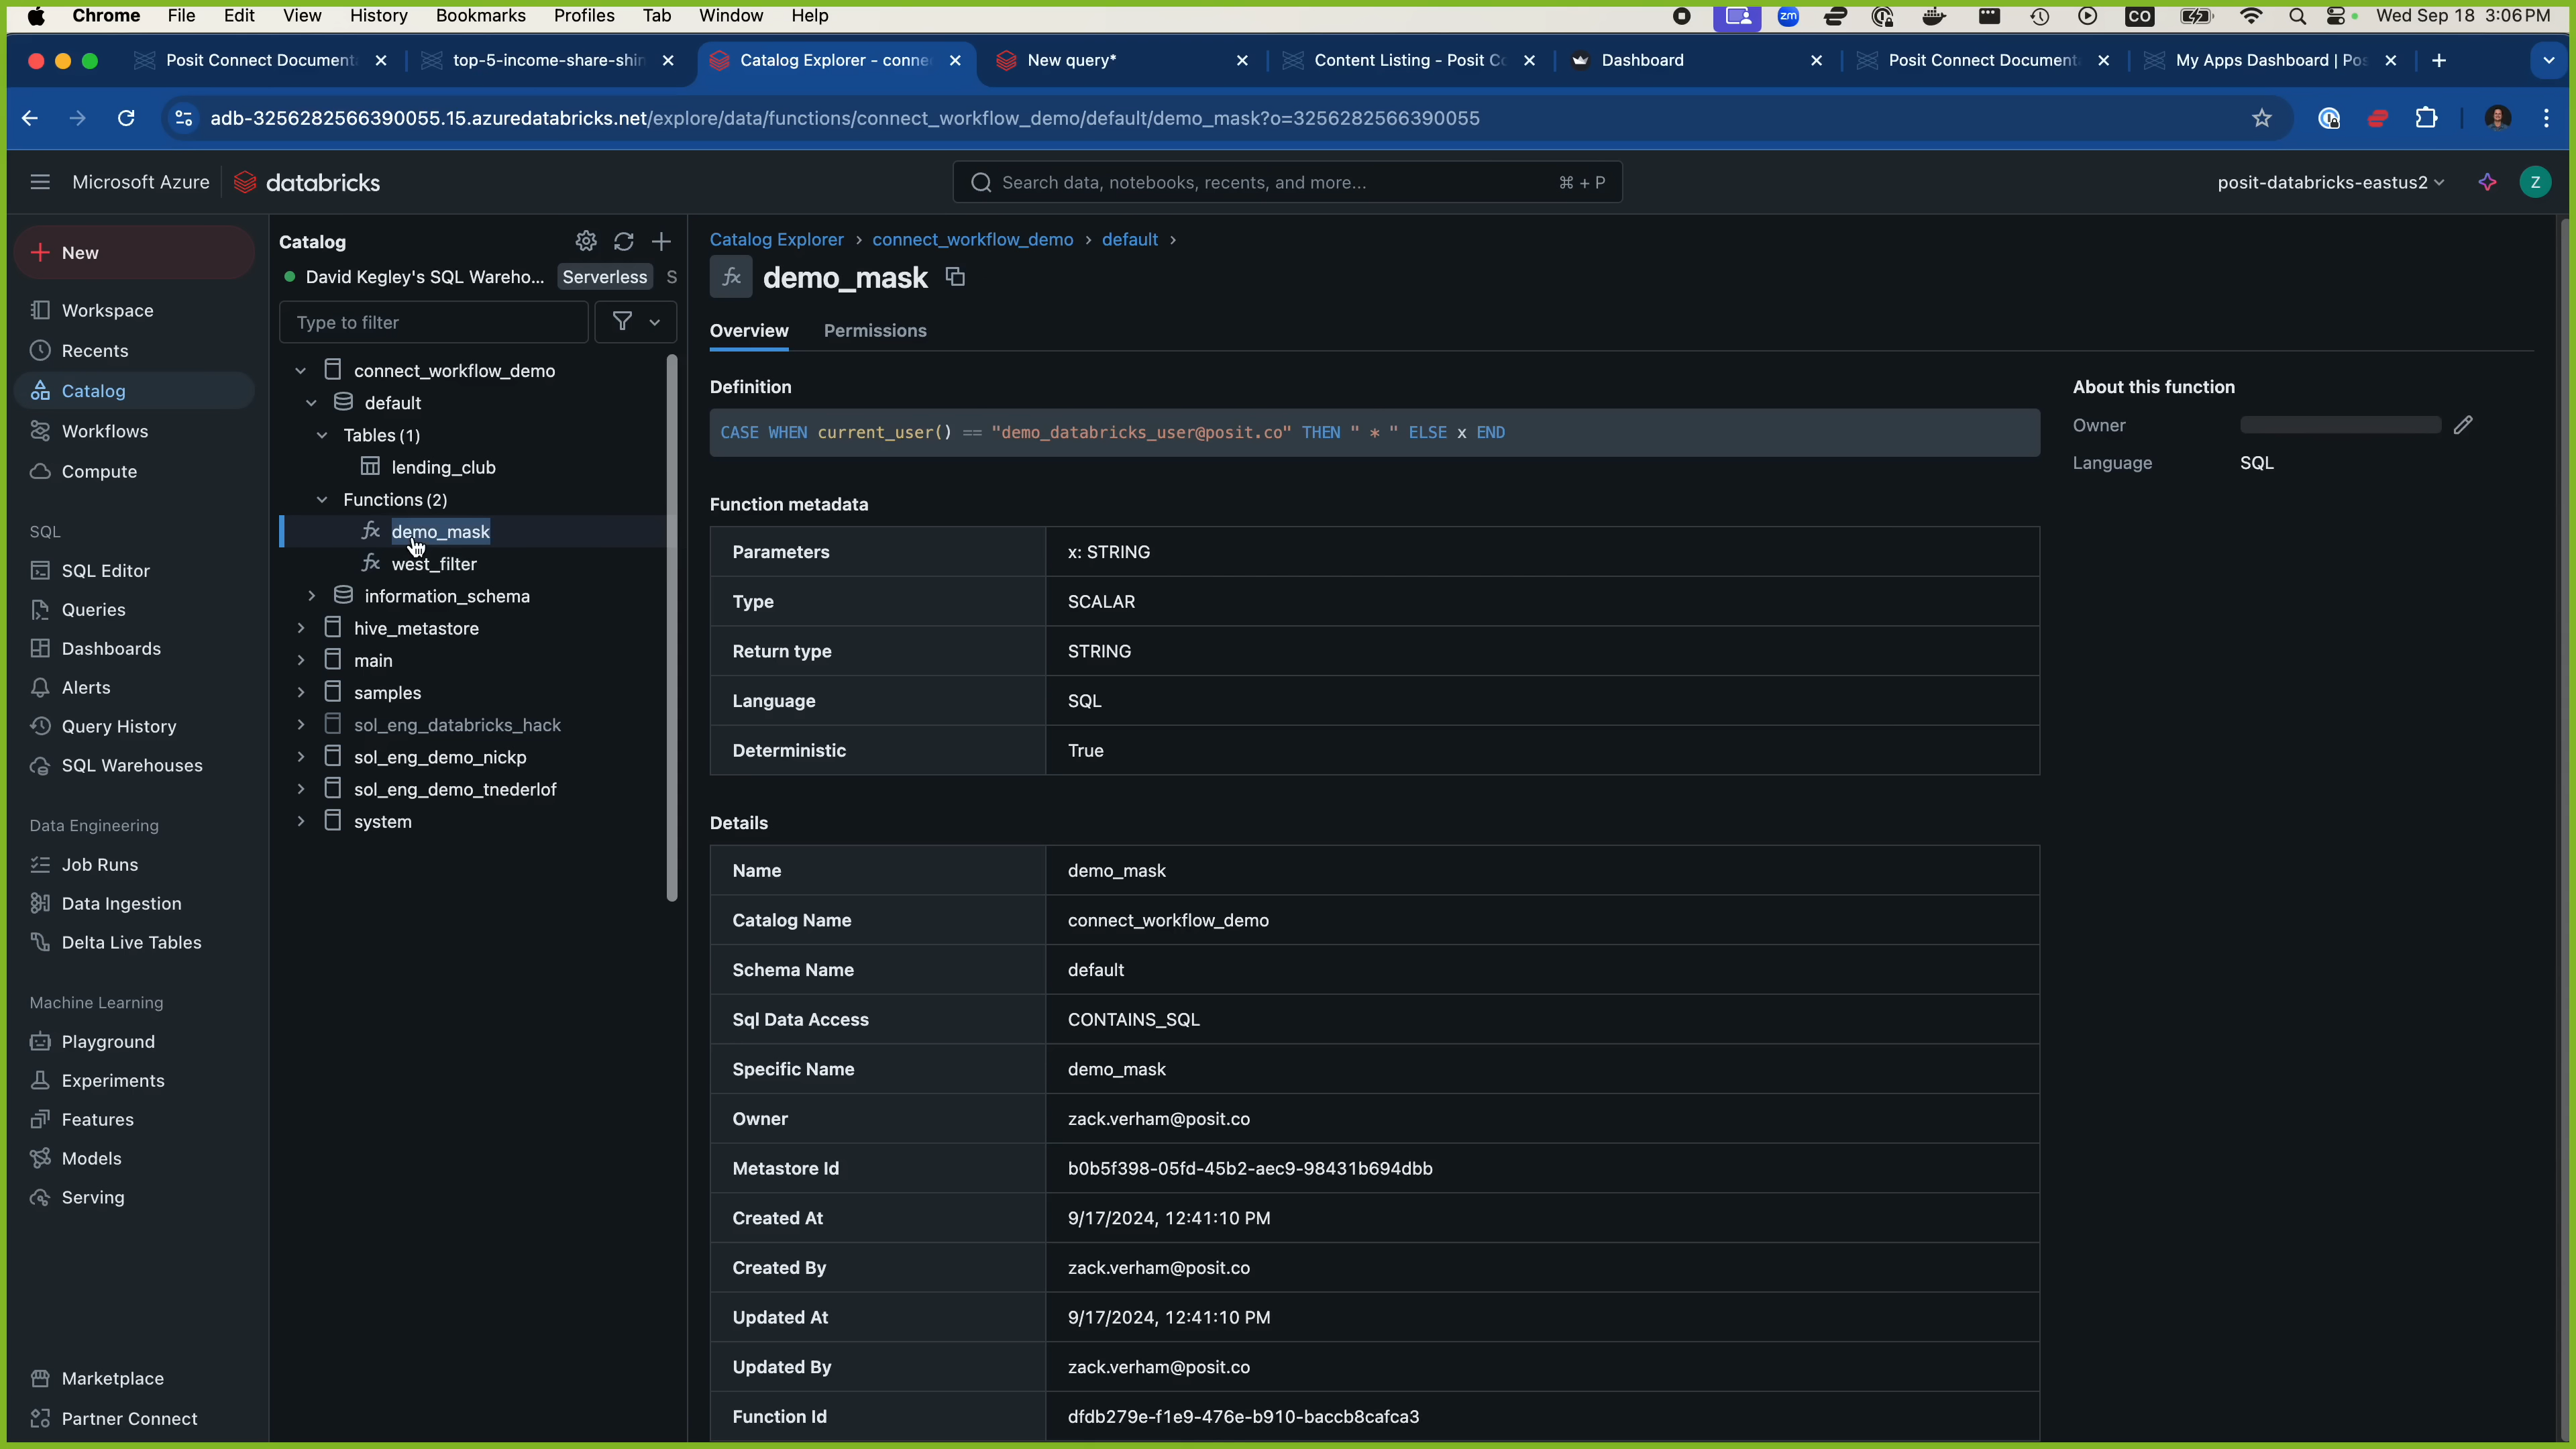 Chrome File Edit View History Bookmarks Profiles Tab Window Help
zm CO Wed Sep 18 3:06 PM
Posit Connect Document top-5-income-share-shin Catalog Explorer - conne New query* Content Listing - Posit Co Dashboard Posit Connect Document My Apps Dashboard | Pos
adb-3256282566390055.15.azuredatabricks.net/explore/data/functions/connect_workflow_demo/default/demo_mask?o=3256282566390055
Microsoft Azure databricks
Search data, notebooks, recents, and more... ⌘ + P
posit-databricks-eastus2 Z
New
Workspace
Recents
Catalog
Workflows
Compute
SQL
SQL Editor
Queries
Dashboards
Alerts
Query History
SQL Warehouses
Data Engineering
Job Runs
Data Ingestion
Delta Live Tables
Machine Learning
Playground
Experiments
Features
Models
Serving
Marketplace
Partner Connect
Catalog
David Kegley's SQL Wareho... Serverless S
Type to filter
connect_workflow_demo
default
Tables (1)
lending_club
Functions (2)
fx demo_mask
fx west_filter
information_schema
hive_metastore
main
samples
sol_eng_databricks_hack
sol_eng_demo_nickp
sol_eng_demo_tnederlof
system
Catalog Explorer > connect_workflow_demo > default >
fx demo_mask
Overview Permissions
Definition
CASE WHEN current_user() == "demo_databricks_user@posit.co" THEN " * " ELSE x END
Function metadata
Parameters x: STRING
Type SCALAR
Return type STRING
Language SQL
Deterministic True
Details
Name demo_mask
Catalog Name connect_workflow_demo
Schema Name default
Sql Data Access CONTAINS_SQL
Specific Name demo_mask
Owner zack.verham@posit.co
Metastore Id b0b5f398-05fd-45b2-aec9-98431b694dbb
Created At 9/17/2024, 12:41:10 PM
Created By zack.verham@posit.co
Updated At 9/17/2024, 12:41:10 PM
Updated By zack.verham@posit.co
Function Id dfdb279e-f1e9-476e-b910-baccb8cafca3
About this function
Owner
Language SQL